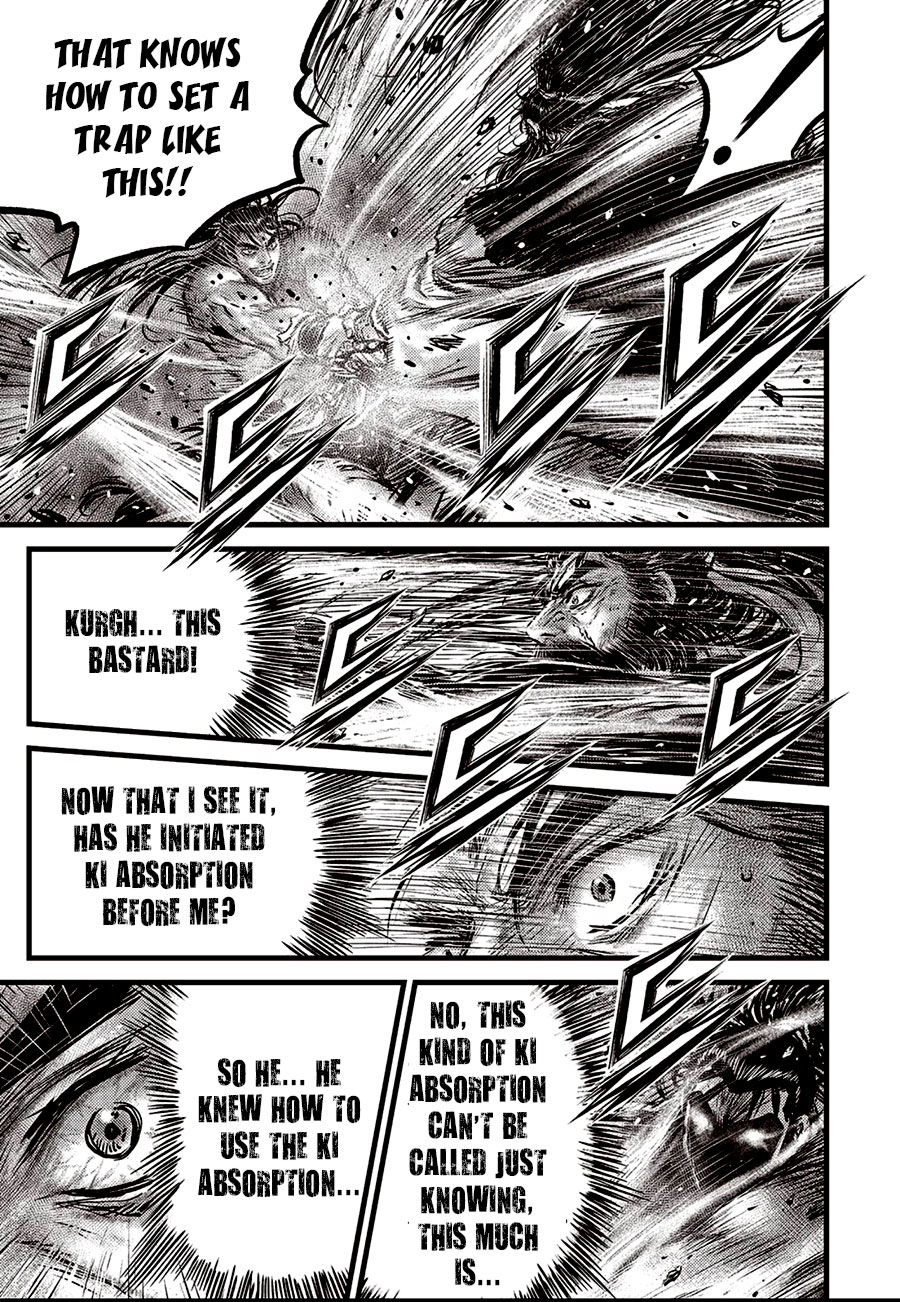 THAT KNOWS
HOW TO SET A
TRAP LIKE
THIS!!
!
KURGH... THIS
BASTARD!
NOW THAT I SEE IT,
HAS HE INITIATED
KI ABSORPTION
BEFORE ME?
SO HE... HE
KNEW HOW TO
USE THE KI
ABSORPTION...
NO, THIS
KIND OF KI
ABSORPTION
CAN'T BE
CALLED JUST
KNOWING,
THIS MUCH
IS...